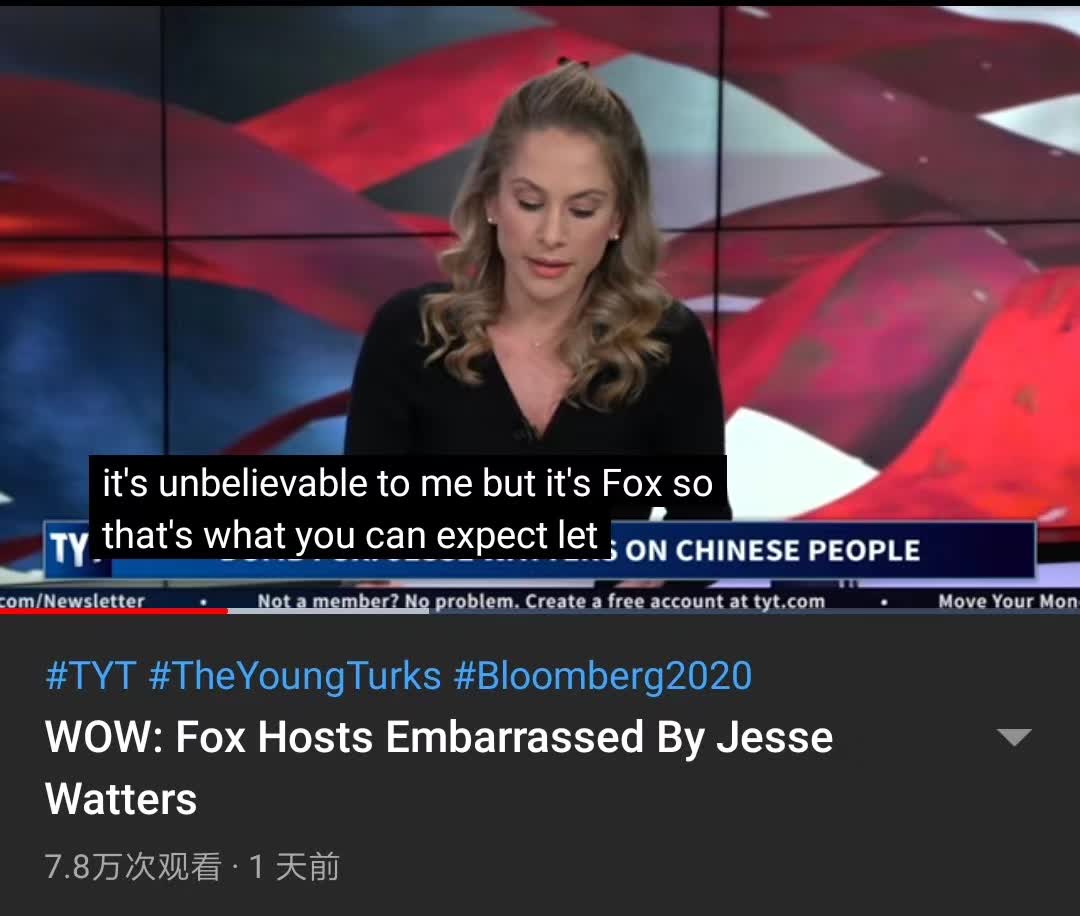 it's unbelievable to me but it's Fox so
that's what you can expect let
TY
ON CHINESE PEOPLE
com/Newsletter • Not a member? No problem. Create a free account at tyt.com • Move Your Mon
#TYT #TheYoungTurks #Bloomberg2020
WOW: Fox Hosts Embarrassed By Jesse
Watters
7.8万次观看 · 1 天前